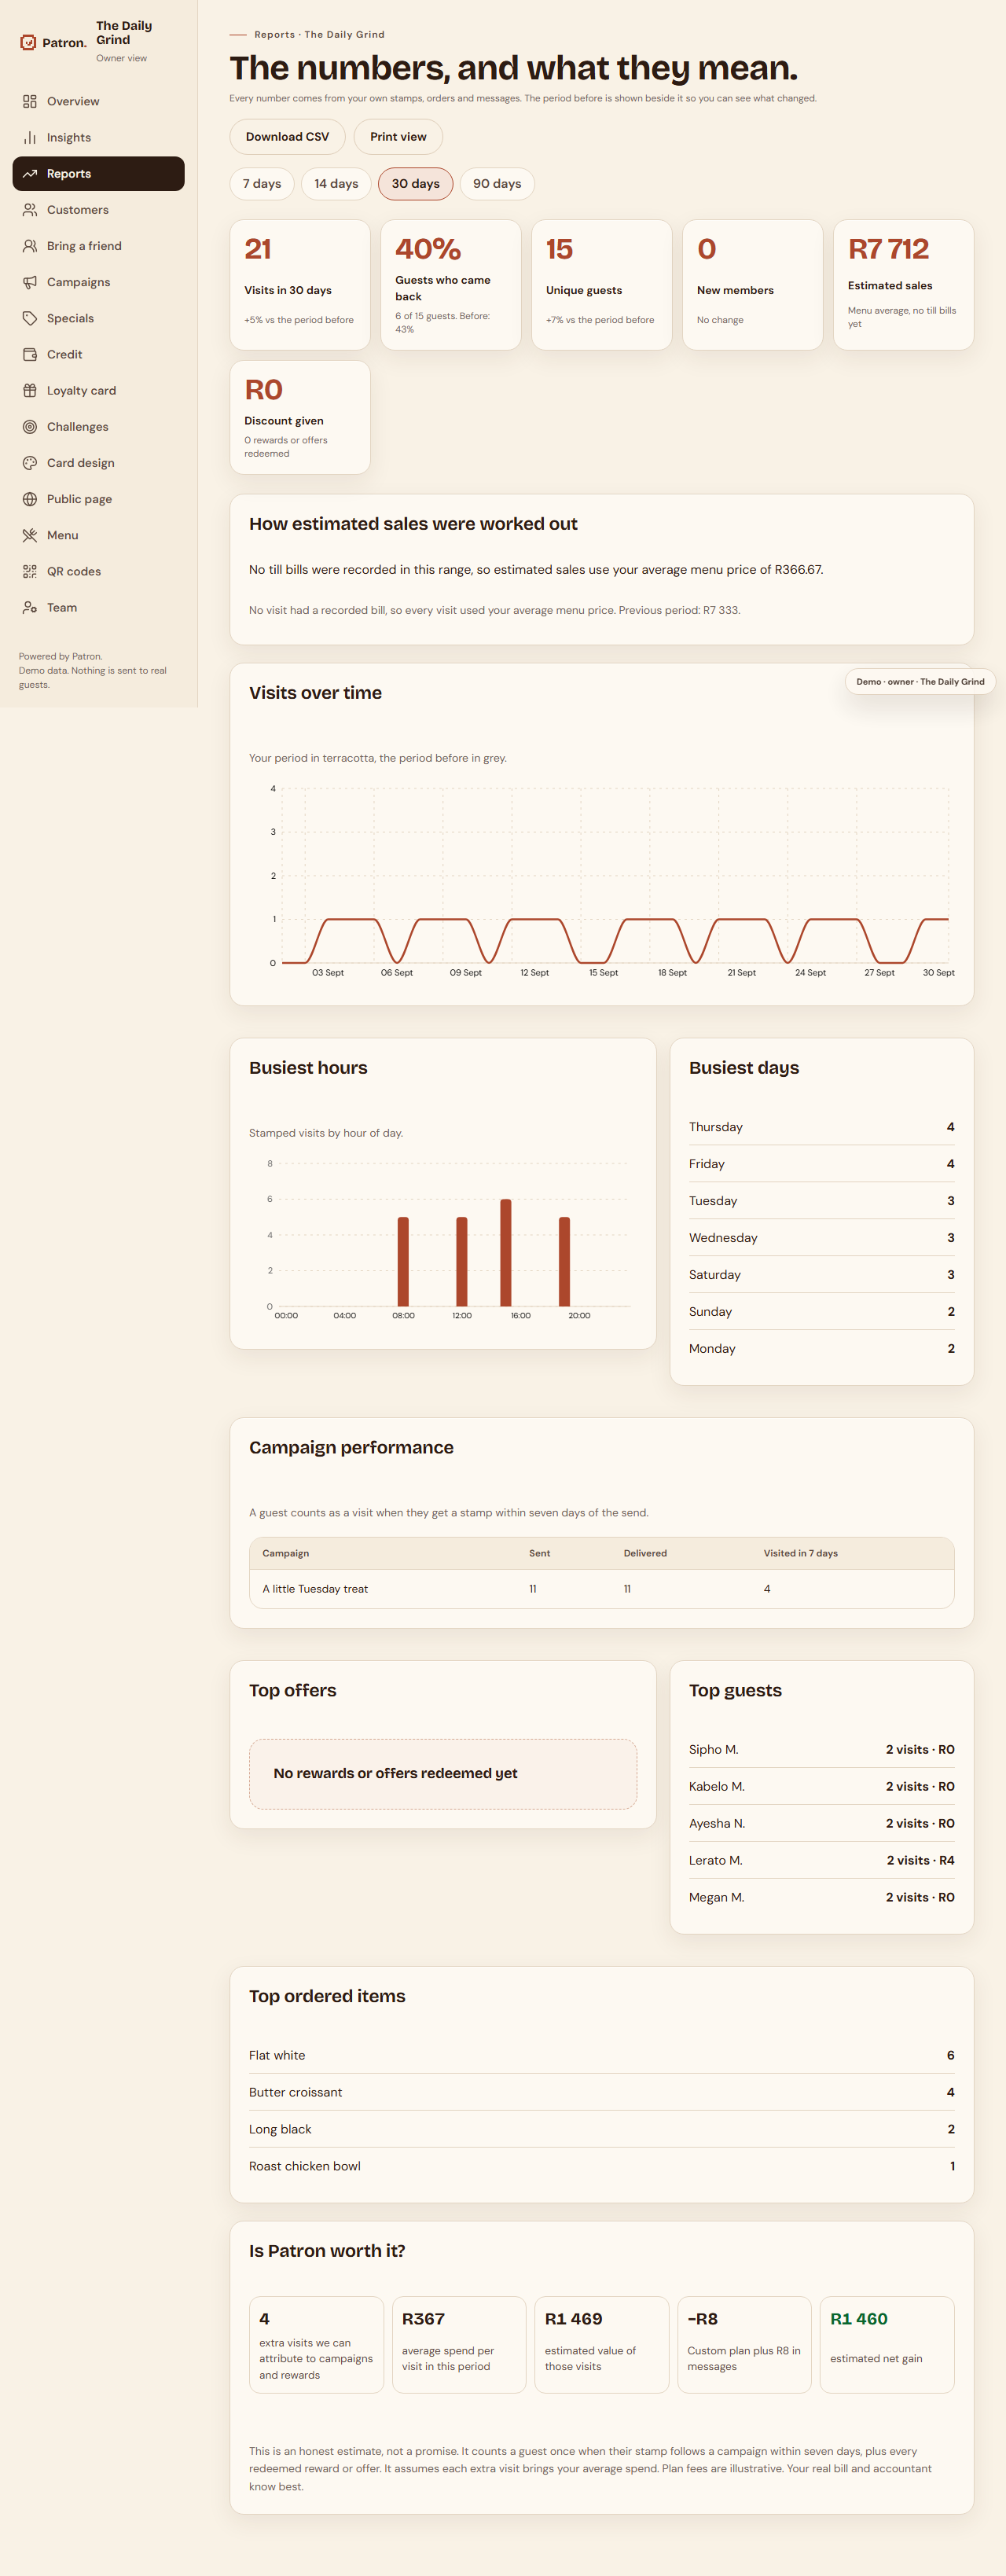 Patron.
The Daily
Grind
Owner view
Overview
Insights
Reports
Customers
Bring a friend
Campaigns
Specials
Credit
Loyalty card
Challenges
Card design
Public page
Menu
QR codes
Team
Powered by Patron.
Demo data. Nothing is sent to real
guests.
Reports · The Daily Grind
The numbers, and what they mean.
Every number comes from your own stamps, orders and messages. The period before is shown beside it so you can see what changed.
Download CSV
Print view
7 days
14 days
30 days
90 days
21
Visits in 30 days
+5% vs the period before
40%
Guests who came
back
6 of 15 guests. Before:
43%
15
Unique guests
+7% vs the period before
0
New members
No change
R7 712
Estimated sales
Menu average, no till bills
yet
R0
Discount given
0 rewards or offers
redeemed
How estimated sales were worked out
No till bills were recorded in this range, so estimated sales use your average menu price of R366.67.
No visit had a recorded bill, so every visit used your average menu price. Previous period: R7 333.
Visits over time
Demo · owner · The Daily Grind
Your period in terracotta, the period before in grey.
4
3
2
1
0
03 Sept 06 Sept 09 Sept 12 Sept 15 Sept 18 Sept 21 Sept 24 Sept 27 Sept 30 Sept
Busiest hours
Stamped visits by hour of day.
8
6
4
2
0
00:00 04:00 08:00 12:00 16:00 20:00
Busiest days
Thursday 4
Friday 4
Tuesday 3
Wednesday 3
Saturday 3
Sunday 2
Monday 2
Campaign performance
A guest counts as a visit when they get a stamp within seven days of the send.
Campaign Sent Delivered Visited in 7 days
A little Tuesday treat 11 11 4
Top offers
No rewards or offers redeemed yet
Top guests
Sipho M. 2 visits · R0
Kabelo M. 2 visits · R0
Ayesha N. 2 visits · R0
Lerato M. 2 visits · R4
Megan M. 2 visits · R0
Top ordered items
Flat white 6
Butter croissant 4
Long black 2
Roast chicken bowl 1
Is Patron worth it?
4
extra visits we can
attribute to campaigns
and rewards
R367
average spend per
visit in this period
R1 469
estimated value of
those visits
−R8
Custom plan plus R8 in
messages
R1 460
estimated net gain
This is an honest estimate, not a promise. It counts a guest once when their stamp follows a campaign within seven days, plus every
redeemed reward or offer. It assumes each extra visit brings your average spend. Plan fees are illustrative. Your real bill and accountant
know best.